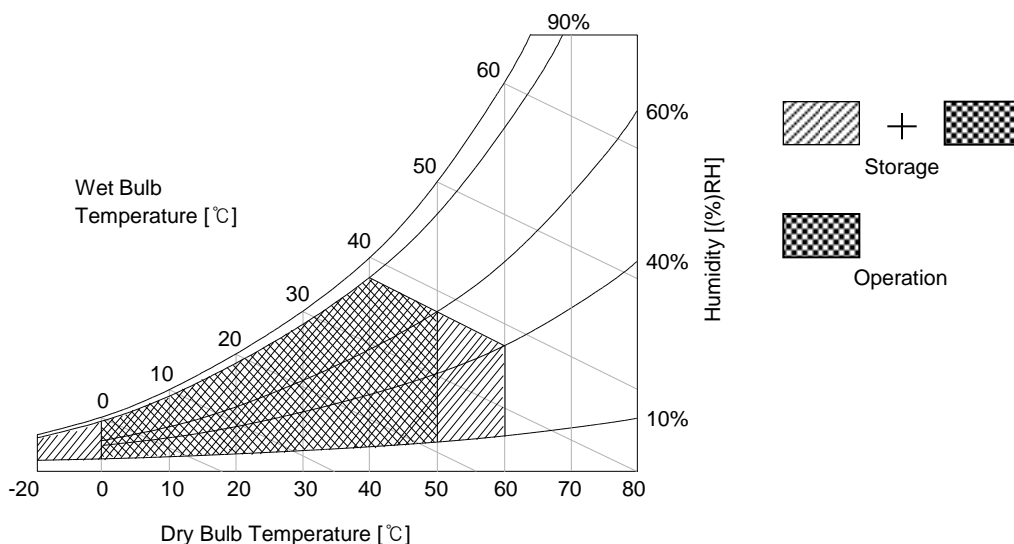 90%
60
60%
50
Wet Bulb
Temperature [℃]
Storage
40
40%
Humidity [(%)RH]
30
Operation
20
10
0
10%
-20 0 10 20 30 40 50 60 70 80
Dry Bulb Temperature [℃]